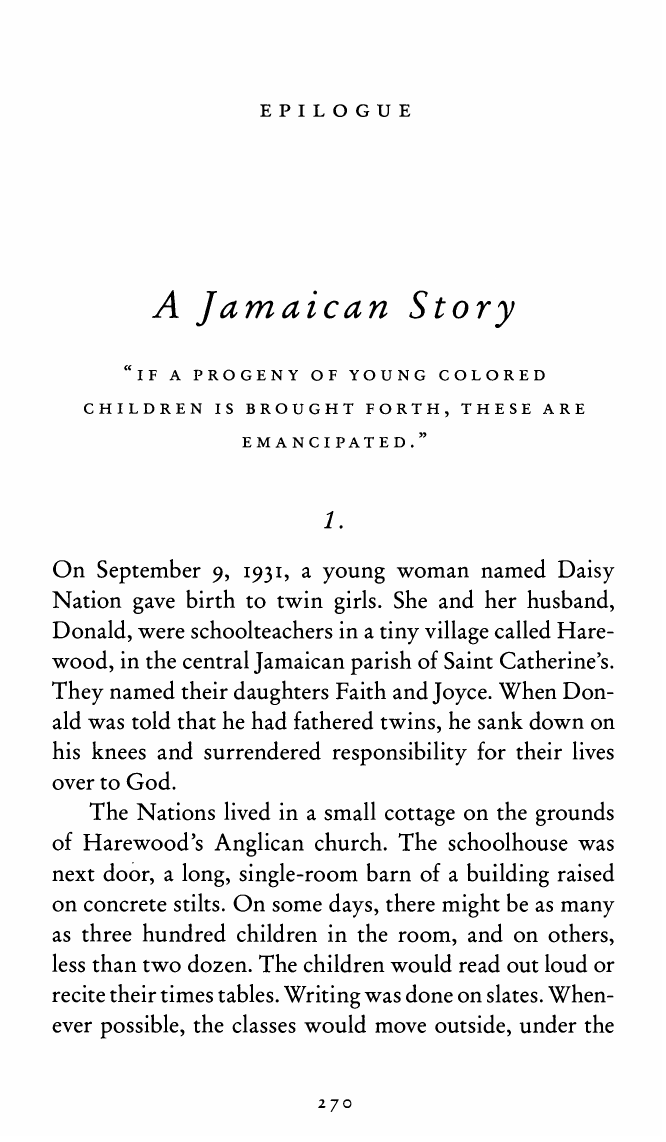 EPILOGUE
A Jamaican Story
“IF A PROGENY OF YOUNG COLORED
CHILDREN IS BROUGHT FORTH, THESE ARE
EMANCIPATED.”
1.
On September 9, 1931, a young woman named Daisy
Nation gave birth to twin girls. She and her husband,
Donald, were schoolteachers in a tiny village called Hare-
wood, in the central Jamaican parish of Saint Catherine’s.
They named their daughters Faith and Joyce. When Don-
ald was told that he had fathered twins, he sank down on
his knees and surrendered responsibility for their lives
over to God.
The Nations lived in a small cottage on the grounds
of Harewood’s Anglican church. The schoolhouse was
next door, a long, single-room barn of a building raised
on concrete stilts. On some days, there might be as many
as three hundred children in the room, and on others,
less than two dozen. The children would read out loud or
recite their times tables. Writing was done on slates. When-
ever possible, the classes would move outside, under the
270